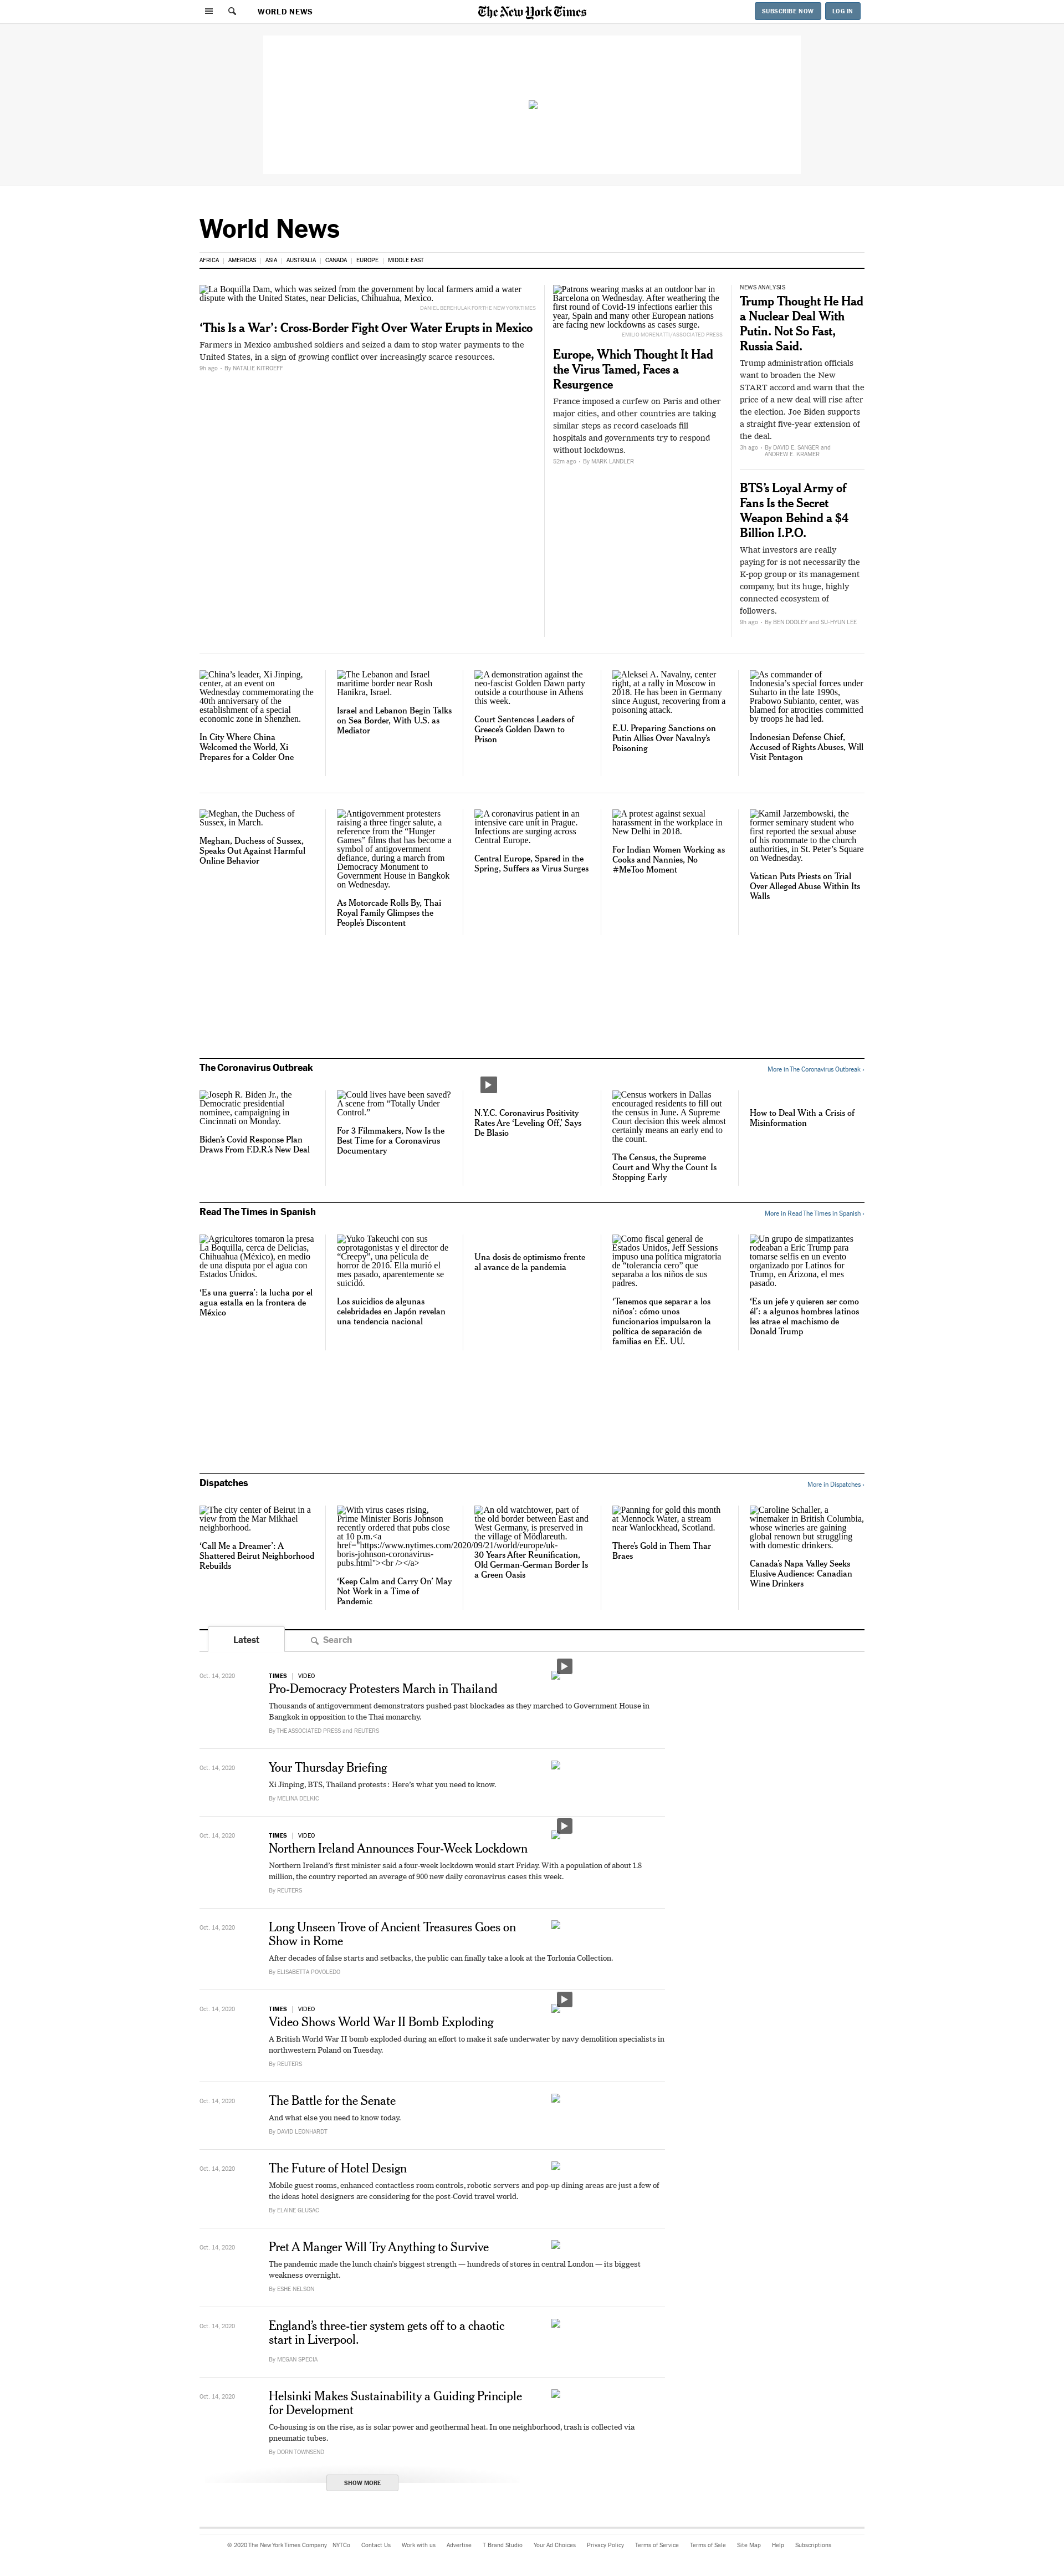 WORLD NEWS
The New York Times
SUBSCRIBE NOW
LOG IN
World News
AFRICA
AMERICAS
ASIA
AUSTRALIA
CANADA
EUROPE
MIDDLE EAST
La Boquilla Dam, which was seized from the government by local farmers amid a water
dispute with the United States, near Delicias, Chihuahua, Mexico.
DANIEL BEREHULAK FOR THE NEW YORK TIMES
‘This Is a War’: Cross-Border Fight Over Water Erupts in Mexico
Farmers in Mexico ambushed soldiers and seized a dam to stop water payments to the
United States, in a sign of growing conflict over increasingly scarce resources.
9h ago
By NATALIE KITROEFF
Patrons wearing masks at an outdoor bar in
Barcelona on Wednesday. After weathering the
first round of Covid-19 infections earlier this
year, Spain and many other European nations
are facing new lockdowns as cases surge.
EMILIO MORENATTI/ASSOCIATED PRESS
Europe, Which Thought It Had
the Virus Tamed, Faces a
Resurgence
France imposed a curfew on Paris and other
major cities, and other countries are taking
similar steps as record caseloads fill
hospitals and governments try to respond
without lockdowns.
52m ago
By MARK LANDLER
NEWS ANALYSIS
Trump Thought He Had
a Nuclear Deal With
Putin. Not So Fast,
Russia Said.
Trump administration officials
want to broaden the New
START accord and warn that the
price of a new deal will rise after
the election. Joe Biden supports
a straight five-year extension of
the deal.
3h ago
By DAVID E. SANGER and
ANDREW E. KRAMER
BTS’s Loyal Army of
Fans Is the Secret
Weapon Behind a $4
Billion I.P.O.
What investors are really
paying for is not necessarily the
K-pop group or its management
company, but its huge, highly
connected ecosystem of
followers.
9h ago
By BEN DOOLEY and SU-HYUN LEE
China’s leader, Xi Jinping,
center, at an event on
Wednesday commemorating the
40th anniversary of the
establishment of a special
economic zone in Shenzhen.
In City Where China
Welcomed the World, Xi
Prepares for a Colder One
The Lebanon and Israel
maritime border near Rosh
Hanikra, Israel.
Israel and Lebanon Begin Talks
on Sea Border, With U.S. as
Mediator
A demonstration against the
neo-fascist Golden Dawn party
outside a courthouse in Athens
this week.
Court Sentences Leaders of
Greece’s Golden Dawn to
Prison
Aleksei A. Navalny, center
right, at a rally in Moscow in
2018. He has been in Germany
since August, recovering from a
poisoning attack.
E.U. Preparing Sanctions on
Putin Allies Over Navalny’s
Poisoning
As commander of
Indonesia’s special forces under
Suharto in the late 1990s,
Prabowo Subianto, center, was
blamed for atrocities committed
by troops he had led.
Indonesian Defense Chief,
Accused of Rights Abuses, Will
Visit Pentagon
Meghan, the Duchess of
Sussex, in March.
Meghan, Duchess of Sussex,
Speaks Out Against Harmful
Online Behavior
Antigovernment protesters
raising a three finger salute, a
reference from the “Hunger
Games” films that has become a
symbol of antigovernment
defiance, during a march from
Democracy Monument to
Government House in Bangkok
on Wednesday.
As Motorcade Rolls By, Thai
Royal Family Glimpses the
People’s Discontent
A coronavirus patient in an
intensive care unit in Prague.
Infections are surging across
Central Europe.
Central Europe, Spared in the
Spring, Suffers as Virus Surges
A protest against sexual
harassment in the workplace in
New Delhi in 2018.
For Indian Women Working as
Cooks and Nannies, No
#MeToo Moment
Kamil Jarzembowski, the
former seminary student who
first reported the sexual abuse
of his roommate to the church
authorities, in St. Peter’s Square
on Wednesday.
Vatican Puts Priests on Trial
Over Alleged Abuse Within Its
Walls
The Coronavirus Outbreak
More in The Coronavirus Outbreak ›
Joseph R. Biden Jr., the
Democratic presidential
nominee, campaigning in
Cincinnati on Monday.
Biden’s Covid Response Plan
Draws From F.D.R.’s New Deal
Could lives have been saved?
A scene from “Totally Under
Control.”
For 3 Filmmakers, Now Is the
Best Time for a Coronavirus
Documentary
N.Y.C. Coronavirus Positivity
Rates Are ‘Leveling Off,’ Says
De Blasio
Census workers in Dallas
encouraged residents to fill out
the census in June. A Supreme
Court decision this week almost
certainly means an early end to
the count.
The Census, the Supreme
Court and Why the Count Is
Stopping Early
How to Deal With a Crisis of
Misinformation
Read The Times in Spanish
More in Read The Times in Spanish ›
Agricultores tomaron la presa
La Boquilla, cerca de Delicias,
Chihuahua (México), en medio
de una disputa por el agua con
Estados Unidos.
‘Es una guerra’: la lucha por el
agua estalla en la frontera de
México
Yuko Takeuchi con sus
coprotagonistas y el director de
“Creepy”, una película de
horror de 2016. Ella murió el
mes pasado, aparentemente se
suicidó.
Los suicidios de algunas
celebridades en Japón revelan
una tendencia nacional
Una dosis de optimismo frente
al avance de la pandemia
Como fiscal general de
Estados Unidos, Jeff Sessions
impuso una política migratoria
de “tolerancia cero” que
separaba a los niños de sus
padres.
‘Tenemos que separar a los
niños’: cómo unos
funcionarios impulsaron la
política de separación de
familias en EE. UU.
Un grupo de simpatizantes
rodeaban a Eric Trump para
tomarse selfis en un evento
organizado por Latinos for
Trump, en Arizona, el mes
pasado.
‘Es un jefe y quieren ser como
él’: a algunos hombres latinos
les atrae el machismo de
Donald Trump
Dispatches
More in Dispatches ›
The city center of Beirut in a
view from the Mar Mikhael
neighborhood.
‘Call Me a Dreamer’: A
Shattered Beirut Neighborhood
Rebuilds
With virus cases rising,
Prime Minister Boris Johnson
recently ordered that pubs close
at 10 p.m.<a
href="https://www.nytimes.com/2020/09/21/world/europe/uk-
boris-johnson-coronavirus-
pubs.html"><br /></a>
‘Keep Calm and Carry On’ May
Not Work in a Time of
Pandemic
An old watchtower, part of
the old border between East and
West Germany, is preserved in
the village of Mödlareuth.
30 Years After Reunification,
Old German-German Border Is
a Green Oasis
Panning for gold this month
at Mennock Water, a stream
near Wanlockhead, Scotland.
There’s Gold in Them Thar
Braes
Caroline Schaller, a
winemaker in British Columbia,
whose wineries are gaining
global renown but struggling
with domestic drinkers.
Canada’s Napa Valley Seeks
Elusive Audience: Canadian
Wine Drinkers
Latest
Search
Oct. 14, 2020
TIMES
VIDEO
Pro-Democracy Protesters March in Thailand
Thousands of antigovernment demonstrators pushed past blockades as they marched to Government House in
Bangkok in opposition to the Thai monarchy.
By THE ASSOCIATED PRESS and REUTERS
Oct. 14, 2020
Your Thursday Briefing
Xi Jinping, BTS, Thailand protests: Here’s what you need to know.
By MELINA DELKIC
Oct. 14, 2020
TIMES
VIDEO
Northern Ireland Announces Four-Week Lockdown
Northern Ireland’s first minister said a four-week lockdown would start Friday. With a population of about 1.8
million, the country reported an average of 900 new daily coronavirus cases this week.
By REUTERS
Oct. 14, 2020
Long Unseen Trove of Ancient Treasures Goes on
Show in Rome
After decades of false starts and setbacks, the public can finally take a look at the Torlonia Collection.
By ELISABETTA POVOLEDO
Oct. 14, 2020
TIMES
VIDEO
Video Shows World War II Bomb Exploding
A British World War II bomb exploded during an effort to make it safe underwater by navy demolition specialists in
northwestern Poland on Tuesday.
By REUTERS
Oct. 14, 2020
The Battle for the Senate
And what else you need to know today.
By DAVID LEONHARDT
Oct. 14, 2020
The Future of Hotel Design
Mobile guest rooms, enhanced contactless room controls, robotic servers and pop-up dining areas are just a few of
the ideas hotel designers are considering for the post-Covid travel world.
By ELAINE GLUSAC
Oct. 14, 2020
Pret A Manger Will Try Anything to Survive
The pandemic made the lunch chain’s biggest strength — hundreds of stores in central London — its biggest
weakness overnight.
By ESHE NELSON
Oct. 14, 2020
England’s three-tier system gets off to a chaotic
start in Liverpool.
By MEGAN SPECIA
Oct. 14, 2020
Helsinki Makes Sustainability a Guiding Principle
for Development
Co-housing is on the rise, as is solar power and geothermal heat. In one neighborhood, trash is collected via
pneumatic tubes.
By DORN TOWNSEND
SHOW MORE
© 2020 The New York Times Company
NYTCo
Contact Us
Work with us
Advertise
T Brand Studio
Your Ad Choices
Privacy Policy
Terms of Service
Terms of Sale
Site Map
Help
Subscriptions